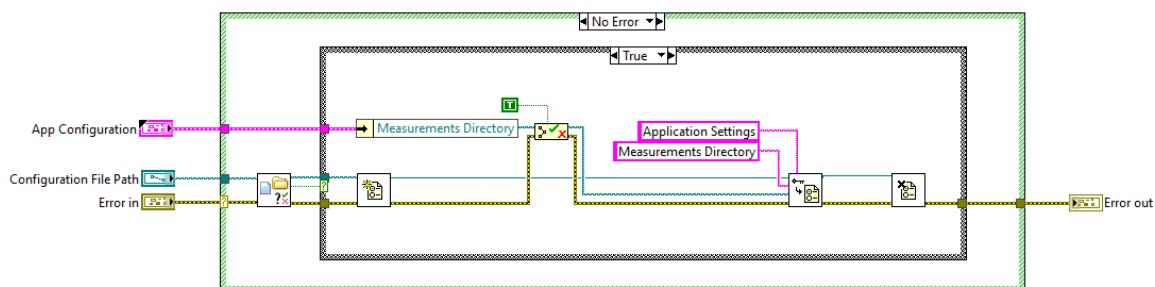 No Error
True
T
App Configuration
Measurements Directory
Application Settings
Measurements Directory
Configuration File Path
Error in
?
?
?
Error out